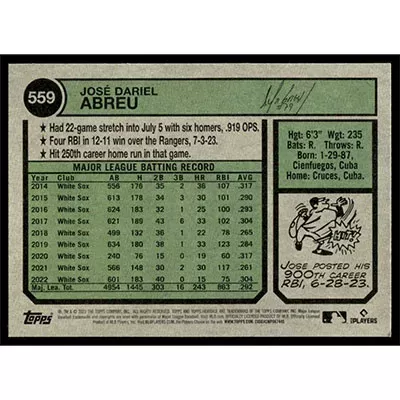 559
JOSÉ DARIEL
ABREU
★ Had 22-game stretch into July 5 with six homers, .919 OPS.
★ Four RBI in 12-11 win over the Rangers, 7-3-23.
★ Hit 250th career home run in that game.
Hgt: 6'3" Wgt: 235
Bats: R. Throws: R.
Born: 1-29-87,
Cienfuegos, Cuba
Home: Cruces, Cuba.
MAJOR LEAGUE BATTING RECORD
Year Club AB H 2B 3B HR RBI AVG.
2014 White Sox 556 176 35 2 36 107 .317
2015 White Sox 613 178 34 3 30 101 .290
2016 White Sox 624 183 32 1 25 100 .293
2017 White Sox 621 189 43 6 33 102 .304
2018 White Sox 499 132 36 1 22 78 .265
2019 White Sox 634 180 38 1 33 123 .284
2020 White Sox 240 76 15 0 19 60 .317
2021 White Sox 566 148 30 2 30 117 .261
2022 White Sox 601 183 40 0 15 75 .304
Maj. Lea. Tot. 4954 1445 303 16 243 863 .292
JOSE POSTED HIS
900TH CAREER
RBI, 6-28-23.
Topps
MLB PLAYERS